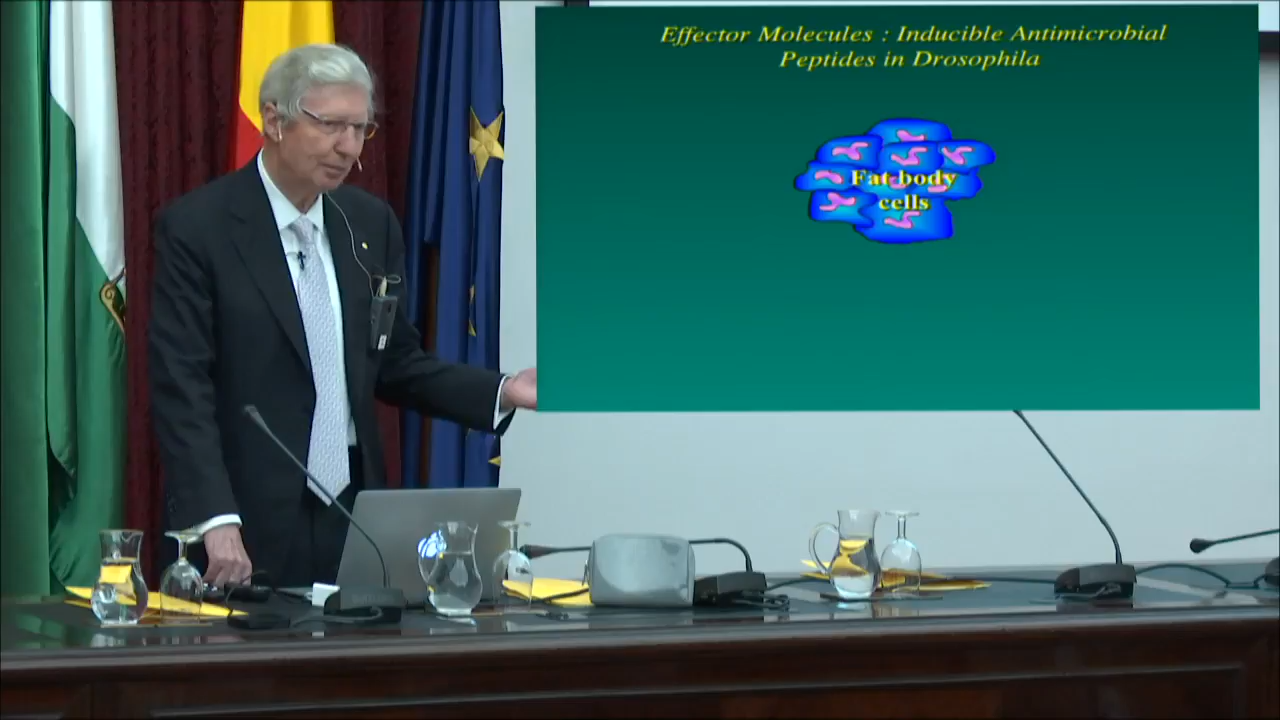 Effector Molecules : Inducible Antimicrobial
Peptides in Drosophila
Fat body
cells